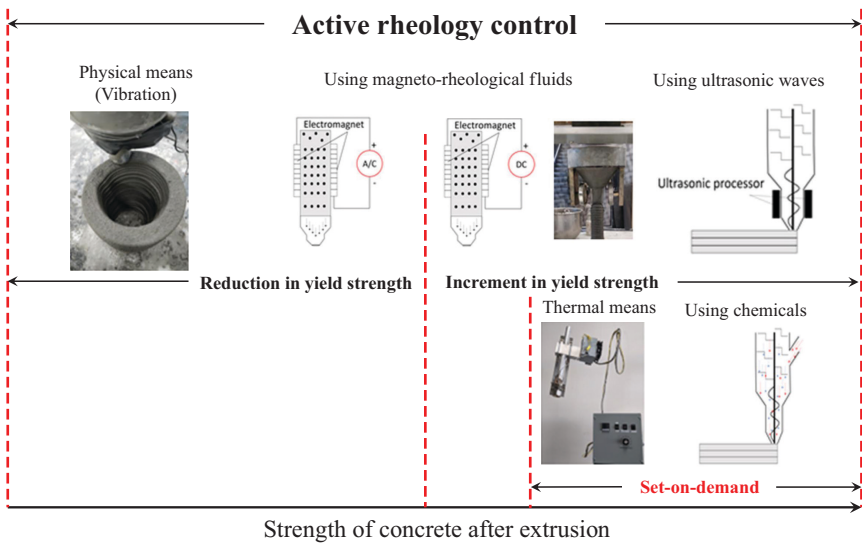 Active rheology control
Physical means
(Vibration)
Using magneto-rheological fluids
Using ultrasonic waves
Electromagnet
+
A/C
-
Electromagnet
+
DC
-
Ultrasonic processor
Reduction in yield strength
Increment in yield strength
Thermal means
Using chemicals
Set-on-demand
Strength of concrete after extrusion